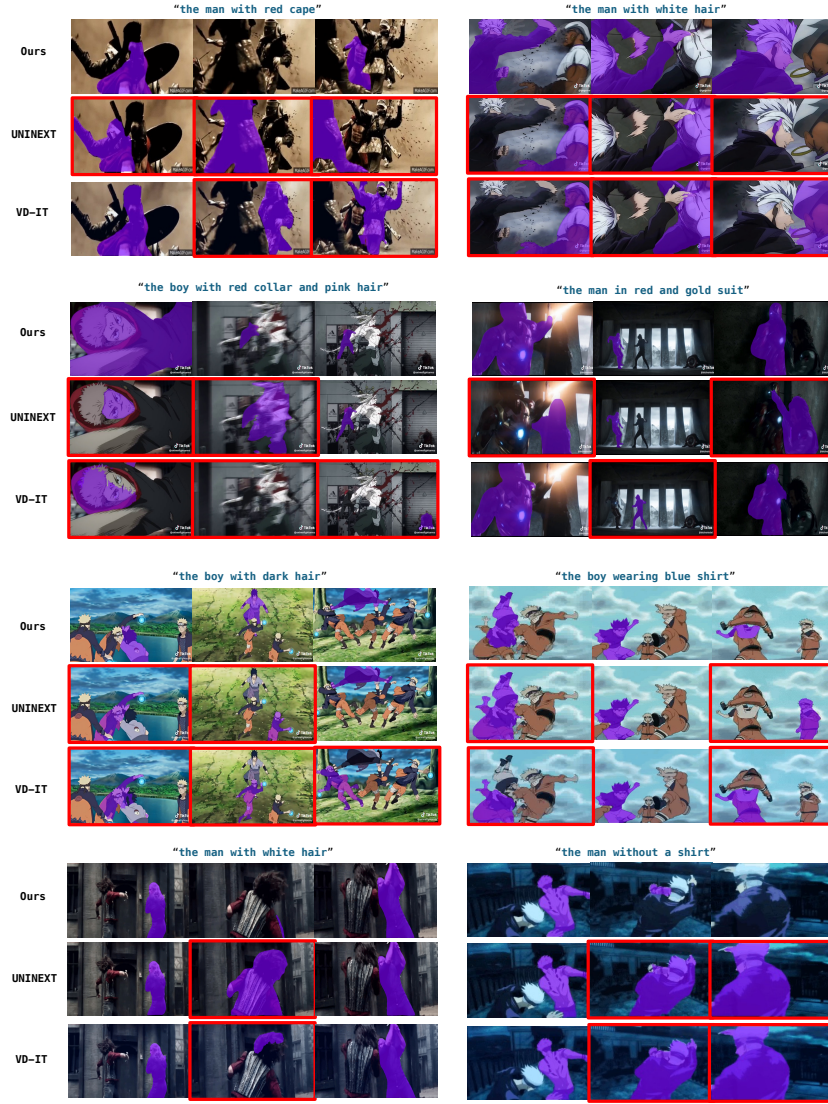 “the man with red cape”
“the man with white hair”
Ours
UNINEXT
VD-IT
“the boy with red collar and pink hair”
“the man in red and gold suit”
Ours
UNINEXT
VD-IT
“the boy with dark hair”
“the boy wearing blue shirt”
Ours
UNINEXT
VD-IT
“the man with white hair”
“the man without a shirt”
Ours
UNINEXT
VD-IT